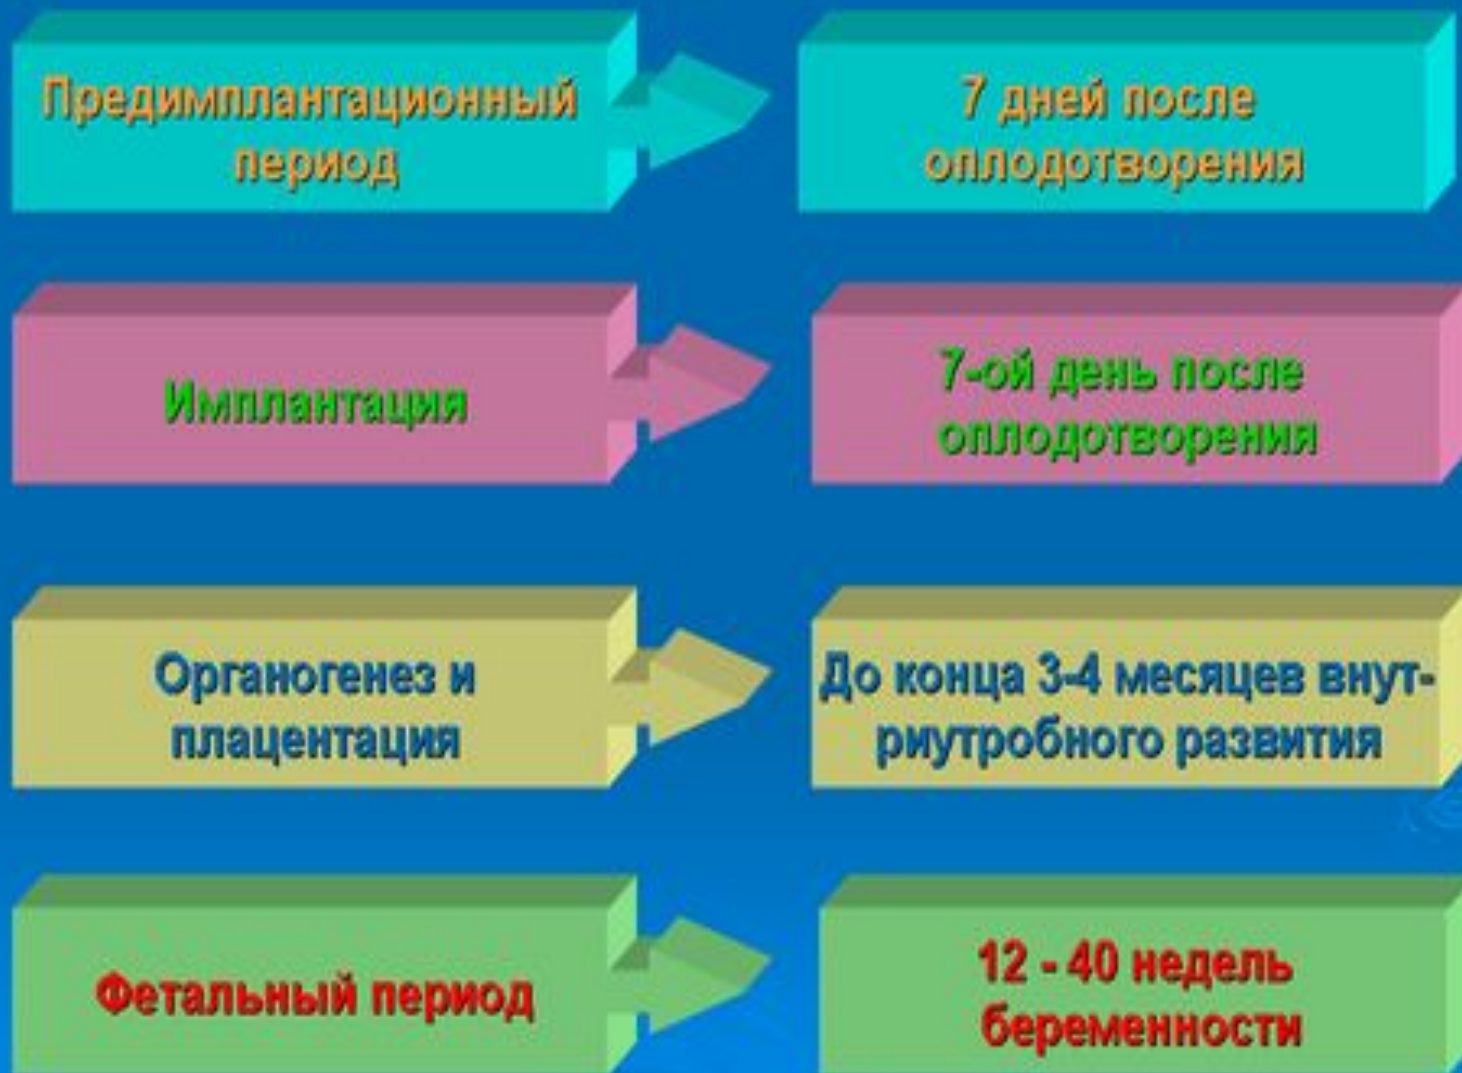 Предимплантационный
период
7 дней после
оплодотворения
Имплантация
7-ой день после
оплодотворения
Органогенез и
плацентация
До конца 3-4 месяцев внут-
риутробного развития
Фетальный период
12 - 40 недель
беременности